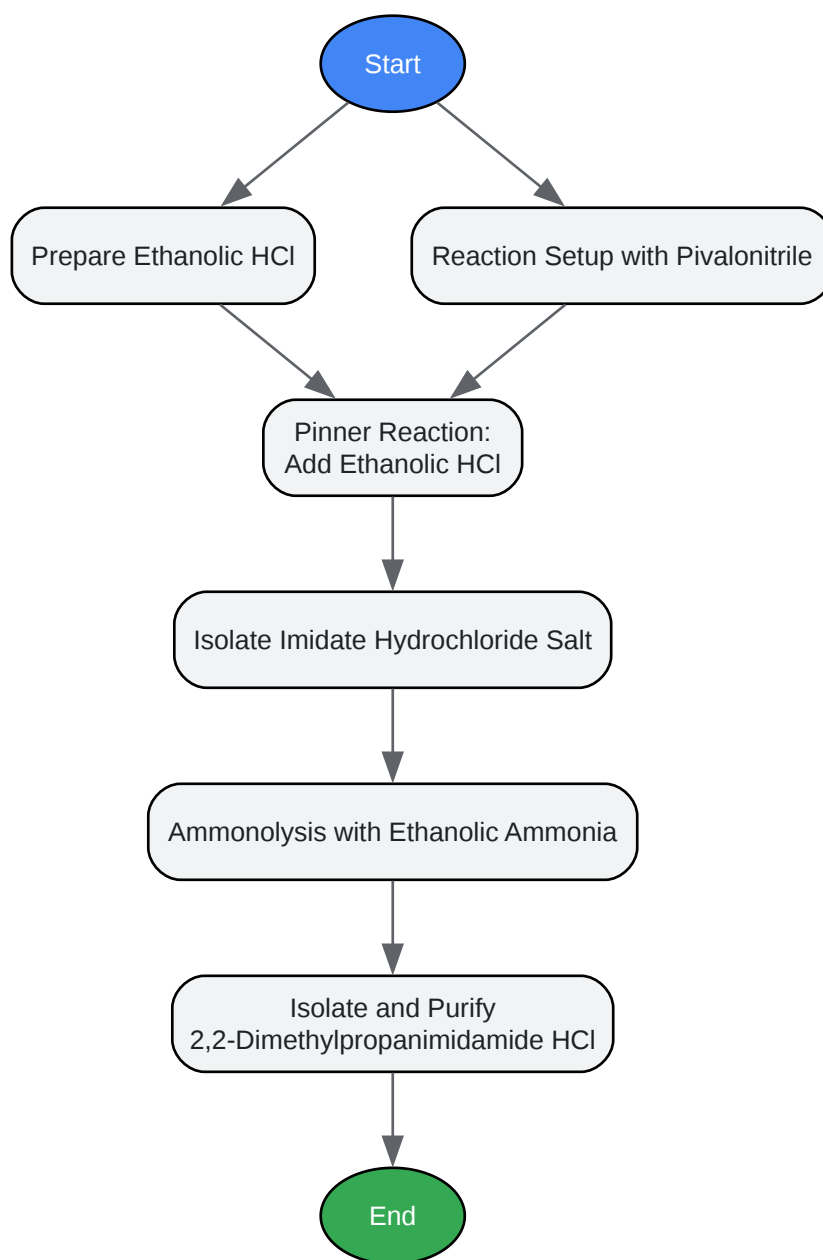 Start
Prepare Ethanolic HCl
Reaction Setup with Pivalonitrile
Pinner Reaction:
Add Ethanolic HCl
Isolate Imidate Hydrochloride Salt
Ammonolysis with Ethanolic Ammonia
Isolate and Purify
2,2-Dimethylpropanimidamide HCl
End